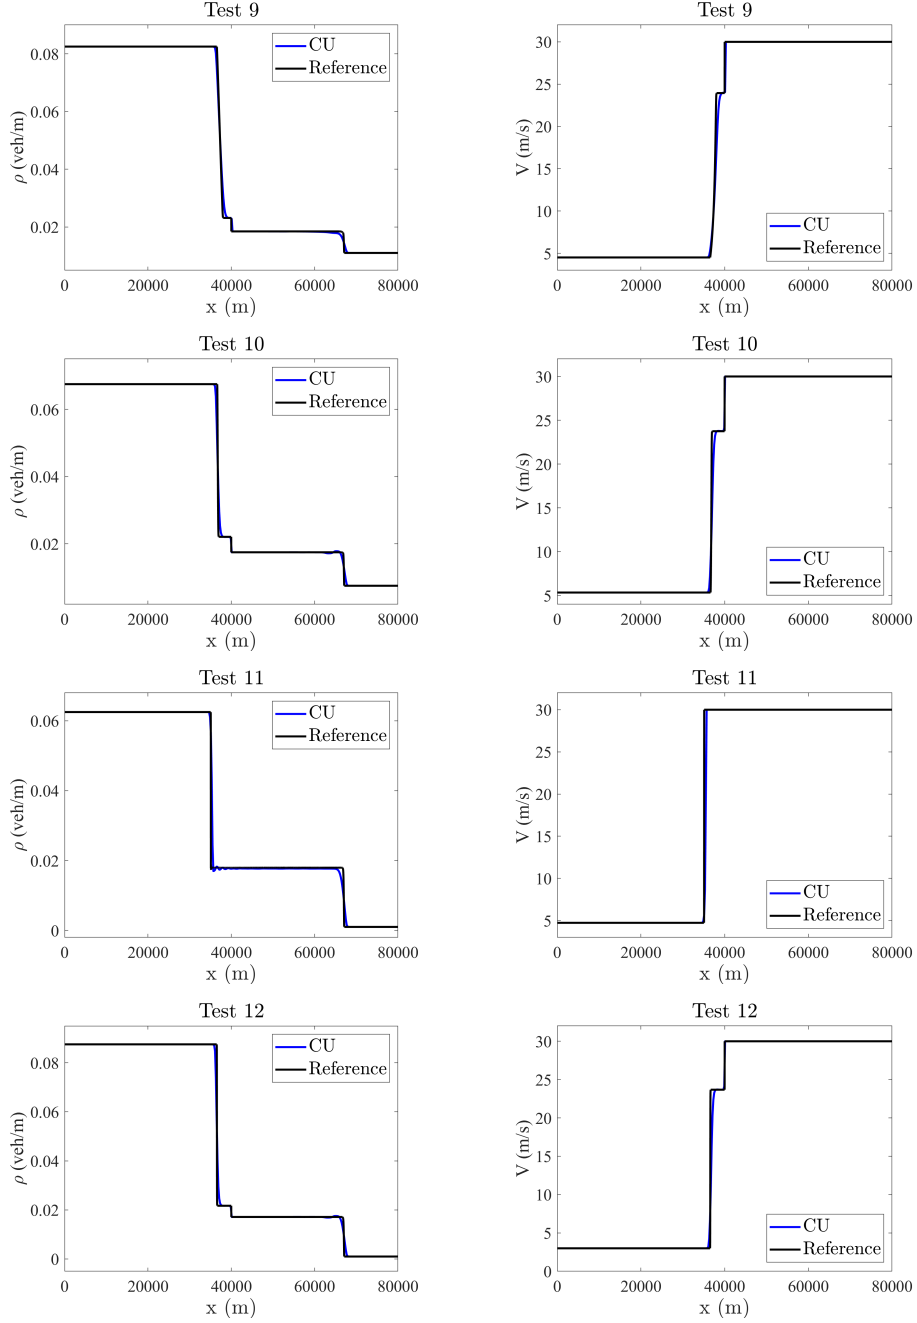 Test 9
CU
Reference
0.08
0.06
0.04
0.02
ρ (veh/m)
0 20000 40000 60000 80000
x (m)
Test 9
30
25
20
15
10
5
V (m/s)
CU
Reference
0 20000 40000 60000 80000
x (m)
Test 10
CU
Reference
0.06
0.04
0.02
ρ (veh/m)
0 20000 40000 60000 80000
x (m)
Test 10
30
25
20
15
10
5
V (m/s)
CU
Reference
0 20000 40000 60000 80000
x (m)
Test 11
CU
Reference
0.06
0.04
0.02
0
ρ (veh/m)
0 20000 40000 60000 80000
x (m)
Test 11
30
25
20
15
10
5
V (m/s)
CU
Reference
0 20000 40000 60000 80000
x (m)
Test 12
CU
Reference
0.08
0.06
0.04
0.02
0
ρ (veh/m)
0 20000 40000 60000 80000
x (m)
Test 12
30
25
20
15
10
5
0
V (m/s)
CU
Reference
0 20000 40000 60000 80000
x (m)